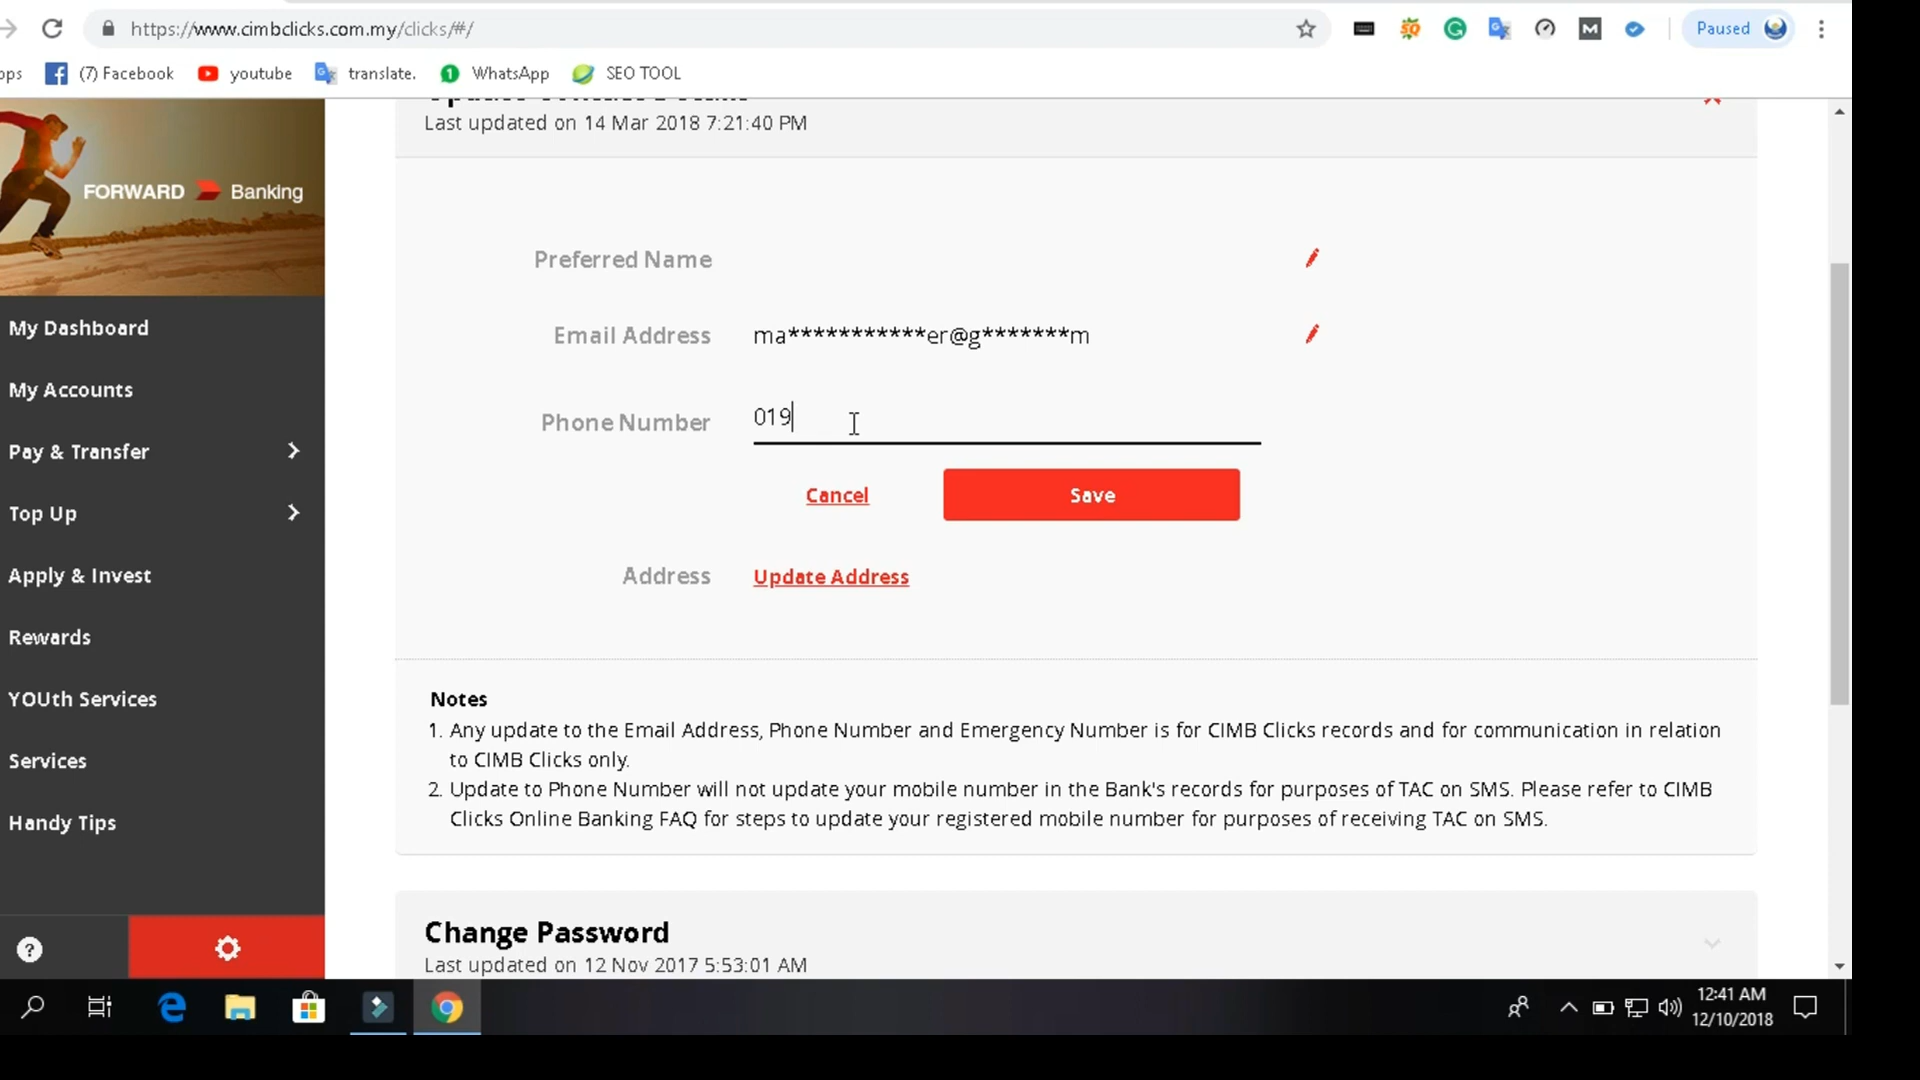 https://www.cimbclicks.com.my/clicks/#/
Paused
(7) Facebook
youtube
translate.
1
WhatsApp
SEO TOOL
FORWARD Banking
My Dashboard
My Accounts
Pay & Transfer
Top Up
Apply & Invest
Rewards
YOUth Services
Services
Handy Tips
Last updated on 14 Mar 2018 7:21:40 PM
Preferred Name
Email Address ma***********er@g*******m
Phone Number 019
Cancel Save
Address Update Address
Notes
1. Any update to the Email Address, Phone Number and Emergency Number is for CIMB Clicks records and for communication in relation
to CIMB Clicks only.
2. Update to Phone Number will not update your mobile number in the Bank's records for purposes of TAC on SMS. Please refer to CIMB
Clicks Online Banking FAQ for steps to update your registered mobile number for purposes of receiving TAC on SMS.
Change Password
Last updated on 12 Nov 2017 5:53:01 AM
12:41 AM
12/10/2018